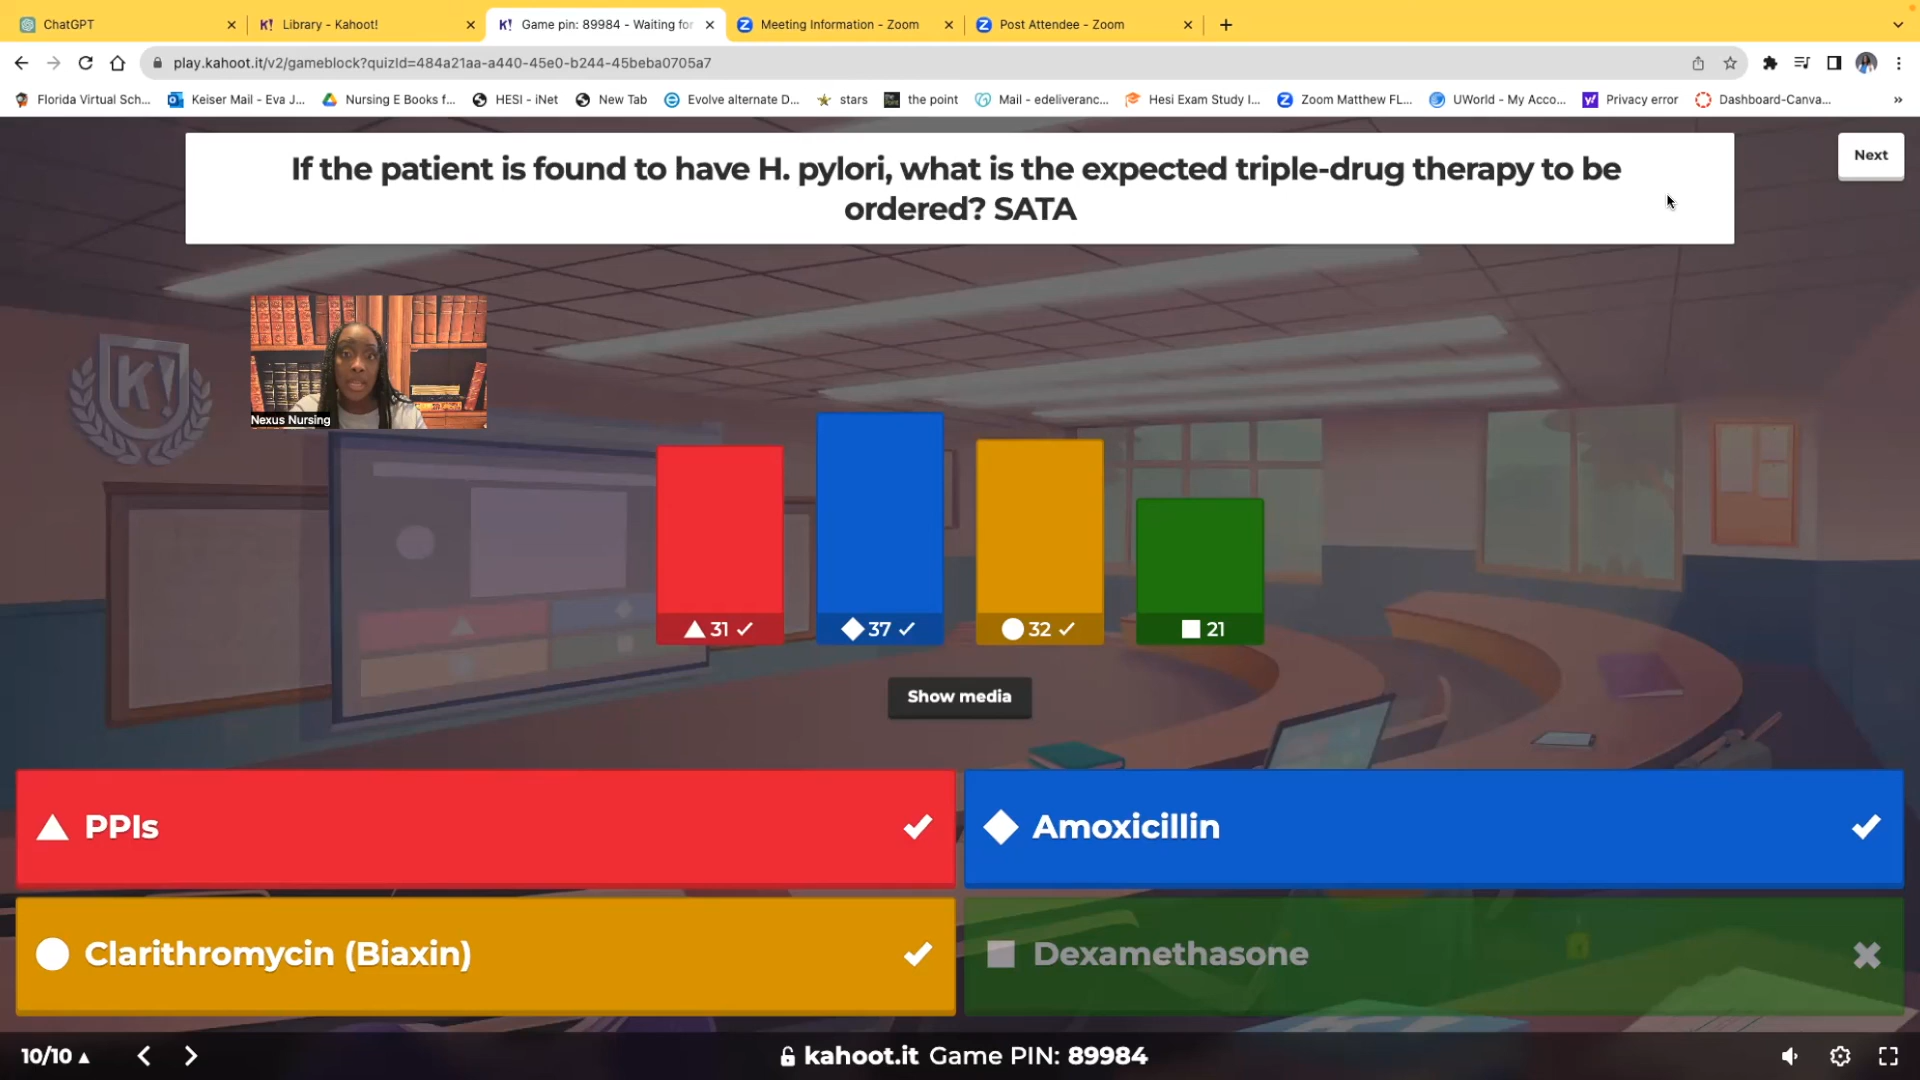 ChatGPT
Library - Kahoot!
Game pin: 89984 - Waiting for
Meeting Information - Zoom
Post Attendee - Zoom
play.kahoot.it/v2/gameblock?quizId=484a21aa-a440-45e0-b244-45beba0705a7
Florida Virtual Sch...
Keiser Mail - Eva J...
Nursing E Books f...
HESI - iNet
New Tab
Evolve alternate D...
stars
the point
Mail - edeliveranc...
Hesi Exam Study I...
Zoom Matthew FL...
UWorld - My Acco...
Privacy error
Dashboard-Canva...
If the patient is found to have H. pylori, what is the expected triple-drug therapy to be
ordered? SATA
Next
K!
Nexus Nursing
31
37
32
21
Show media
PPIs
Amoxicillin
Clarithromycin (Biaxin)
Dexamethasone
10/10
kahoot.it Game PIN: 89984